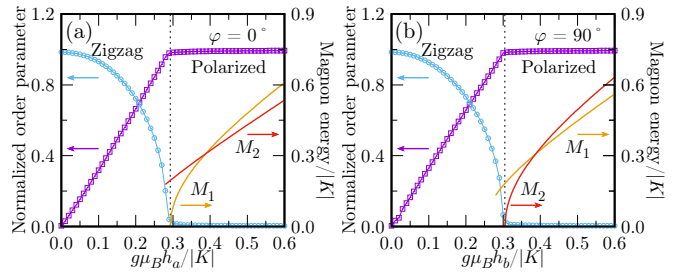 (a)
Zigzag
φ = 0°
Polarized
M₂
M₁
Normalized order parameter
0.0
0.4
0.8
1.2
Magnon energy/|K|
0.0
0.3
0.6
0.9
0.0 0.1 0.2 0.3 0.4 0.5 0.6
gμ_B h_a/|K|
(b)
Zigzag
φ = 90°
Polarized
M₁
M₂
Normalized order parameter
0.0
0.4
0.8
1.2
Magnon energy/|K|
0.0
0.3
0.6
0.9
0.0 0.1 0.2 0.3 0.4 0.5 0.6
gμ_B h_b/|K|